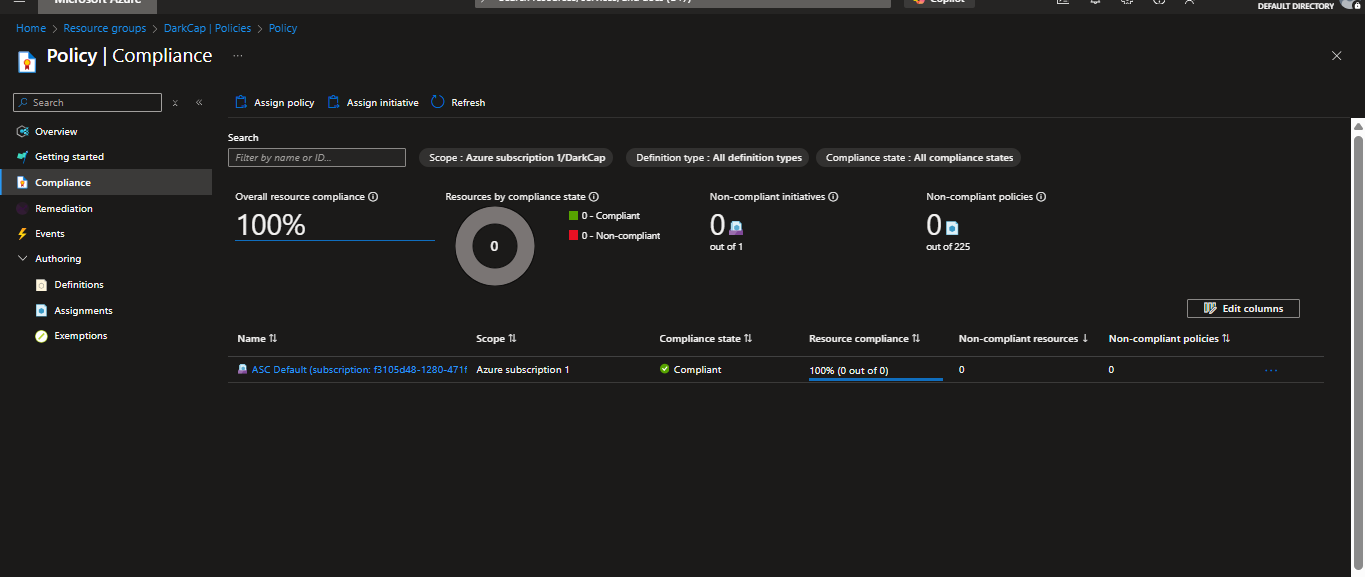 Microsoft Azure
Copilot
DEFAULT DIRECTORY
Home > Resource groups > DarkCap | Policies > Policy
Policy | Compliance ...
Search
Assign policy Assign initiative Refresh
Overview
Getting started
Compliance
Remediation
Events
Authoring
Definitions
Assignments
Exemptions
Search
Filter by name or ID...
Scope : Azure subscription 1/DarkCap
Definition type : All definition types
Compliance state : All compliance states
Overall resource compliance
100%
Resources by compliance state
0
0 - Compliant
0 - Non-compliant
Non-compliant initiatives
0
out of 1
Non-compliant policies
0
out of 225
Edit columns
Name Scope Compliance state Resource compliance Non-compliant resources Non-compliant policies
ASC Default (subscription: f3105d48-1280-471f Azure subscription 1 Compliant 100% (0 out of 0) 0 0 ...